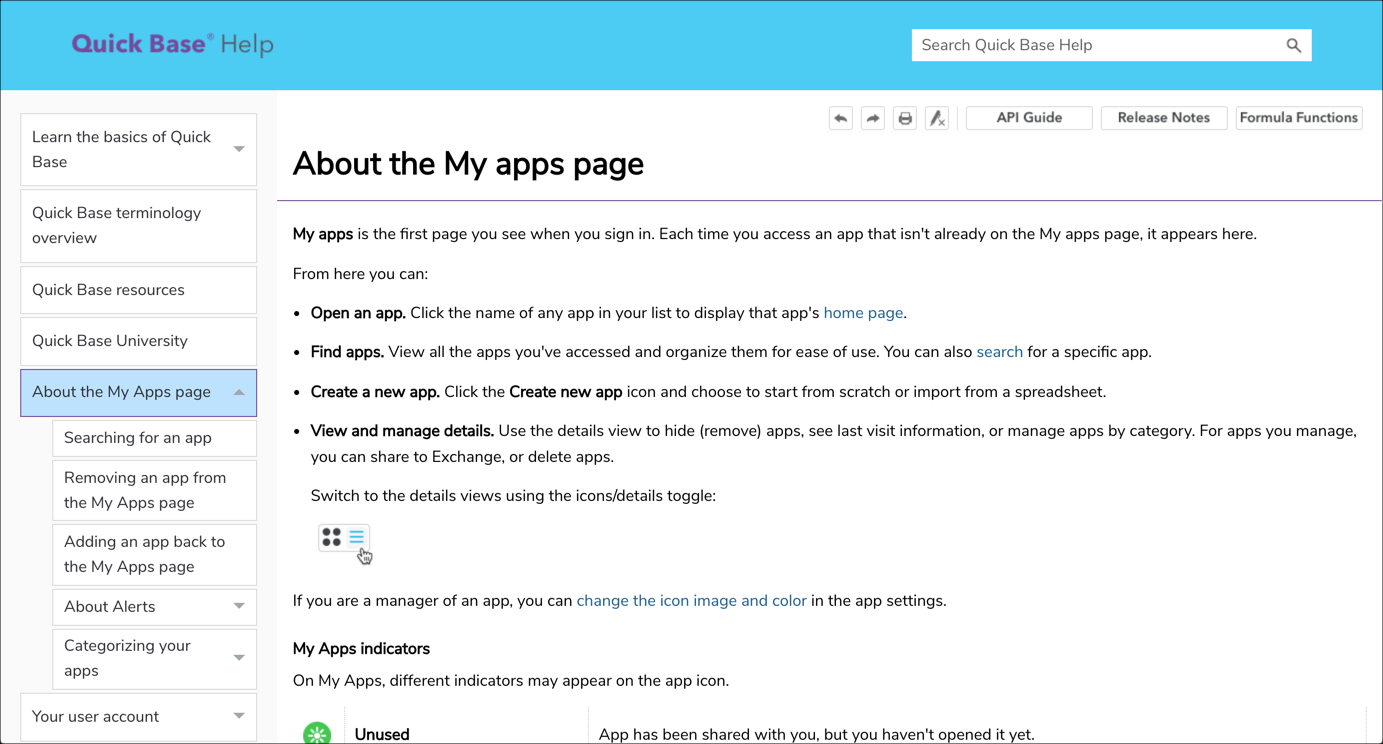 Quick Base® Help
Search Quick Base Help
API Guide
Release Notes
Formula Functions
Learn the basics of Quick
Base
Quick Base terminology
overview
Quick Base resources
Quick Base University
About the My Apps page
Searching for an app
Removing an app from
the My Apps page
Adding an app back to
the My Apps page
About Alerts
Categorizing your
apps
Your user account
About the My apps page
My apps is the first page you see when you sign in. Each time you access an app that isn't already on the My apps page, it appears here.
From here you can:
• Open an app. Click the name of any app in your list to display that app's home page.
• Find apps. View all the apps you've accessed and organize them for ease of use. You can also search for a specific app.
• Create a new app. Click the Create new app icon and choose to start from scratch or import from a spreadsheet.
• View and manage details. Use the details view to hide (remove) apps, see last visit information, or manage apps by category. For apps you manage,
you can share to Exchange, or delete apps.
Switch to the details views using the icons/details toggle:
If you are a manager of an app, you can change the icon image and color in the app settings.
My Apps indicators
On My Apps, different indicators may appear on the app icon.
Unused
App has been shared with you, but you haven't opened it yet.